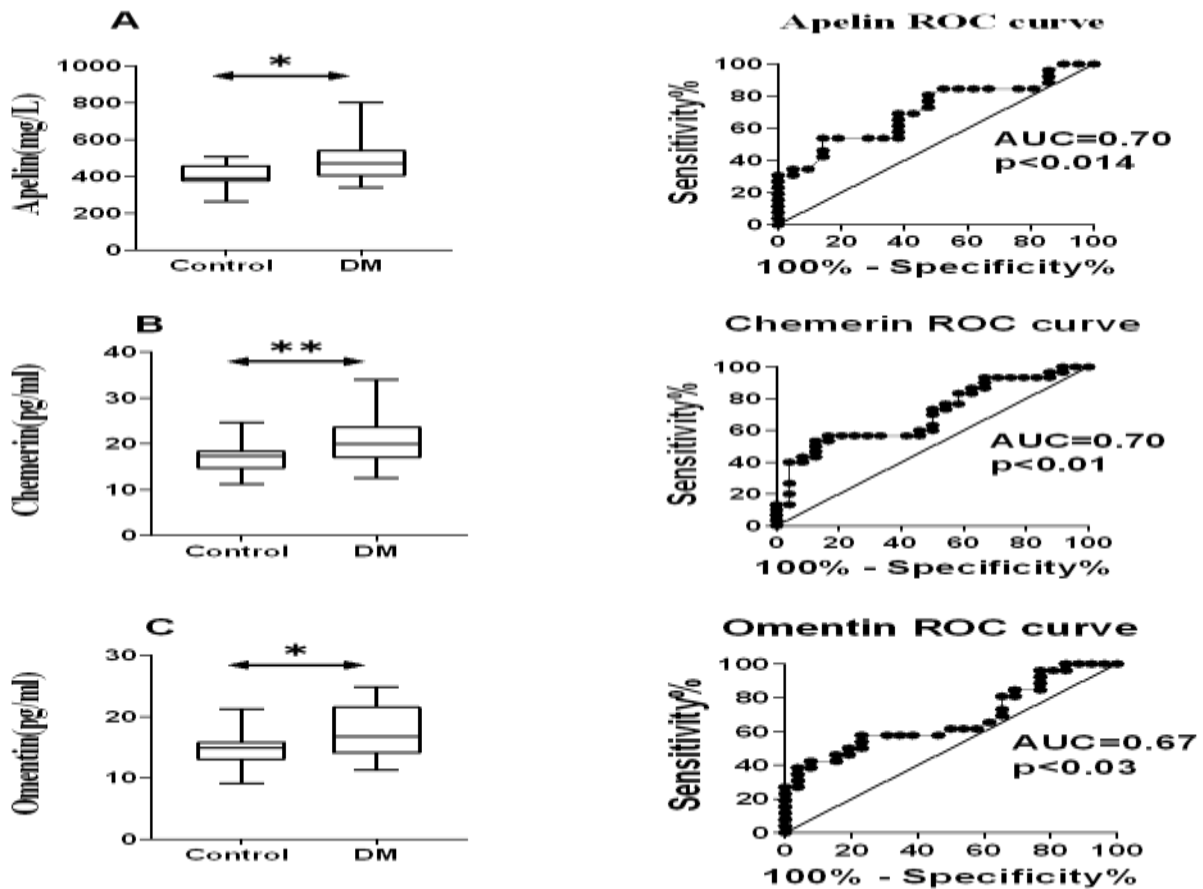 A
Apelin(mg/L)
1000
800
600
400
200
0
*
Control DM
Apelin ROC curve
Sensitivity%
100
80
60
40
20
0
AUC=0.70
p<0.014
0 20 40 60 80 100
100% - Specificity%
B
Chemerin(pg/ml)
40
30
20
10
0
**
Control DM
Chemerin ROC curve
Sensitivity%
100
80
60
40
20
0
AUC=0.70
p<0.01
0 20 40 60 80 100
100% - Specificity%
C
Omentin(pg/ml)
30
20
10
0
*
Control DM
Omentin ROC curve
Sensitivity%
100
80
60
40
20
0
AUC=0.67
p<0.03
0 20 40 60 80 100
100% - Specificity%